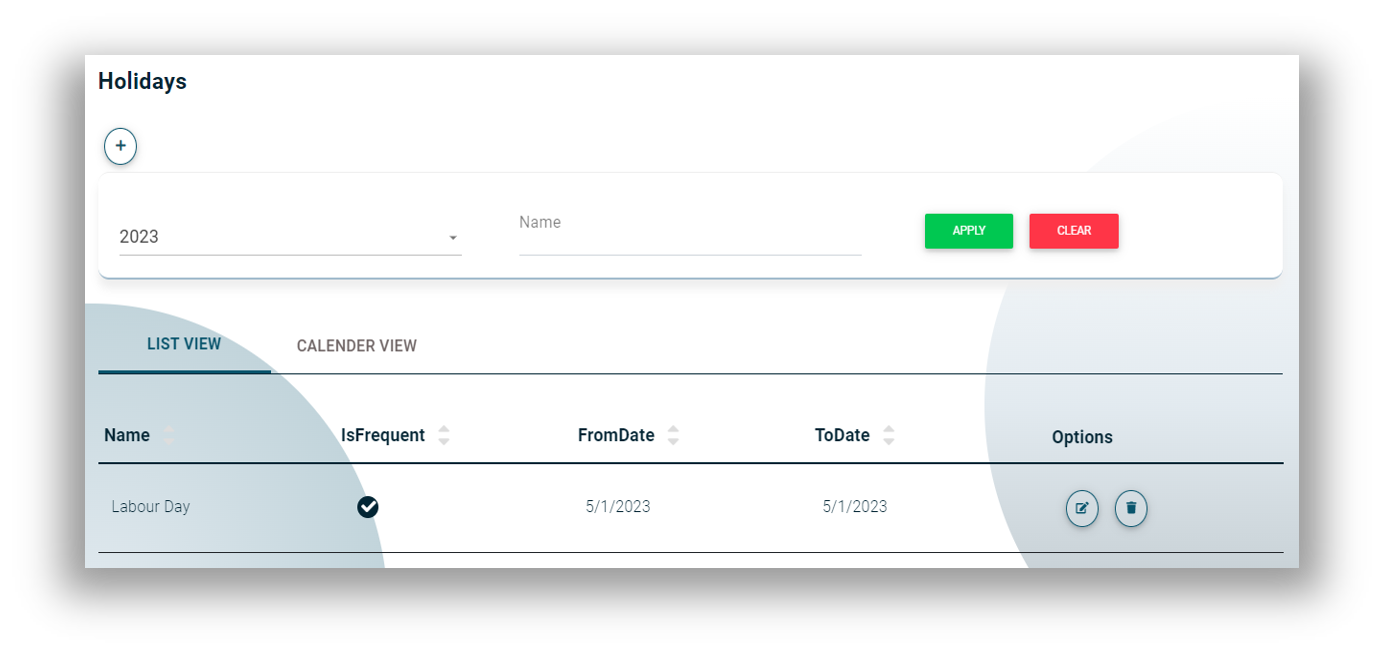 Holidays
+
2023
Name
APPLY
CLEAR
LIST VIEW
CALENDER VIEW
Name IsFrequent FromDate ToDate Options
Labour Day 5/1/2023 5/1/2023